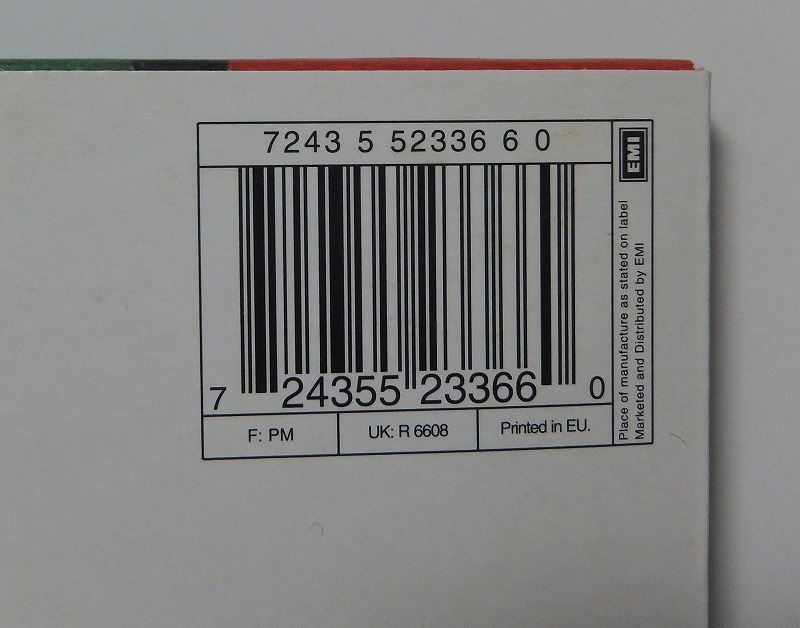 7243 5 52336 6 0
EMI
7 24355 23366 0
F: PM
UK: R 6608
Printed in EU.
Place of manufacture as stated on label
Marketed and Distributed by EMI